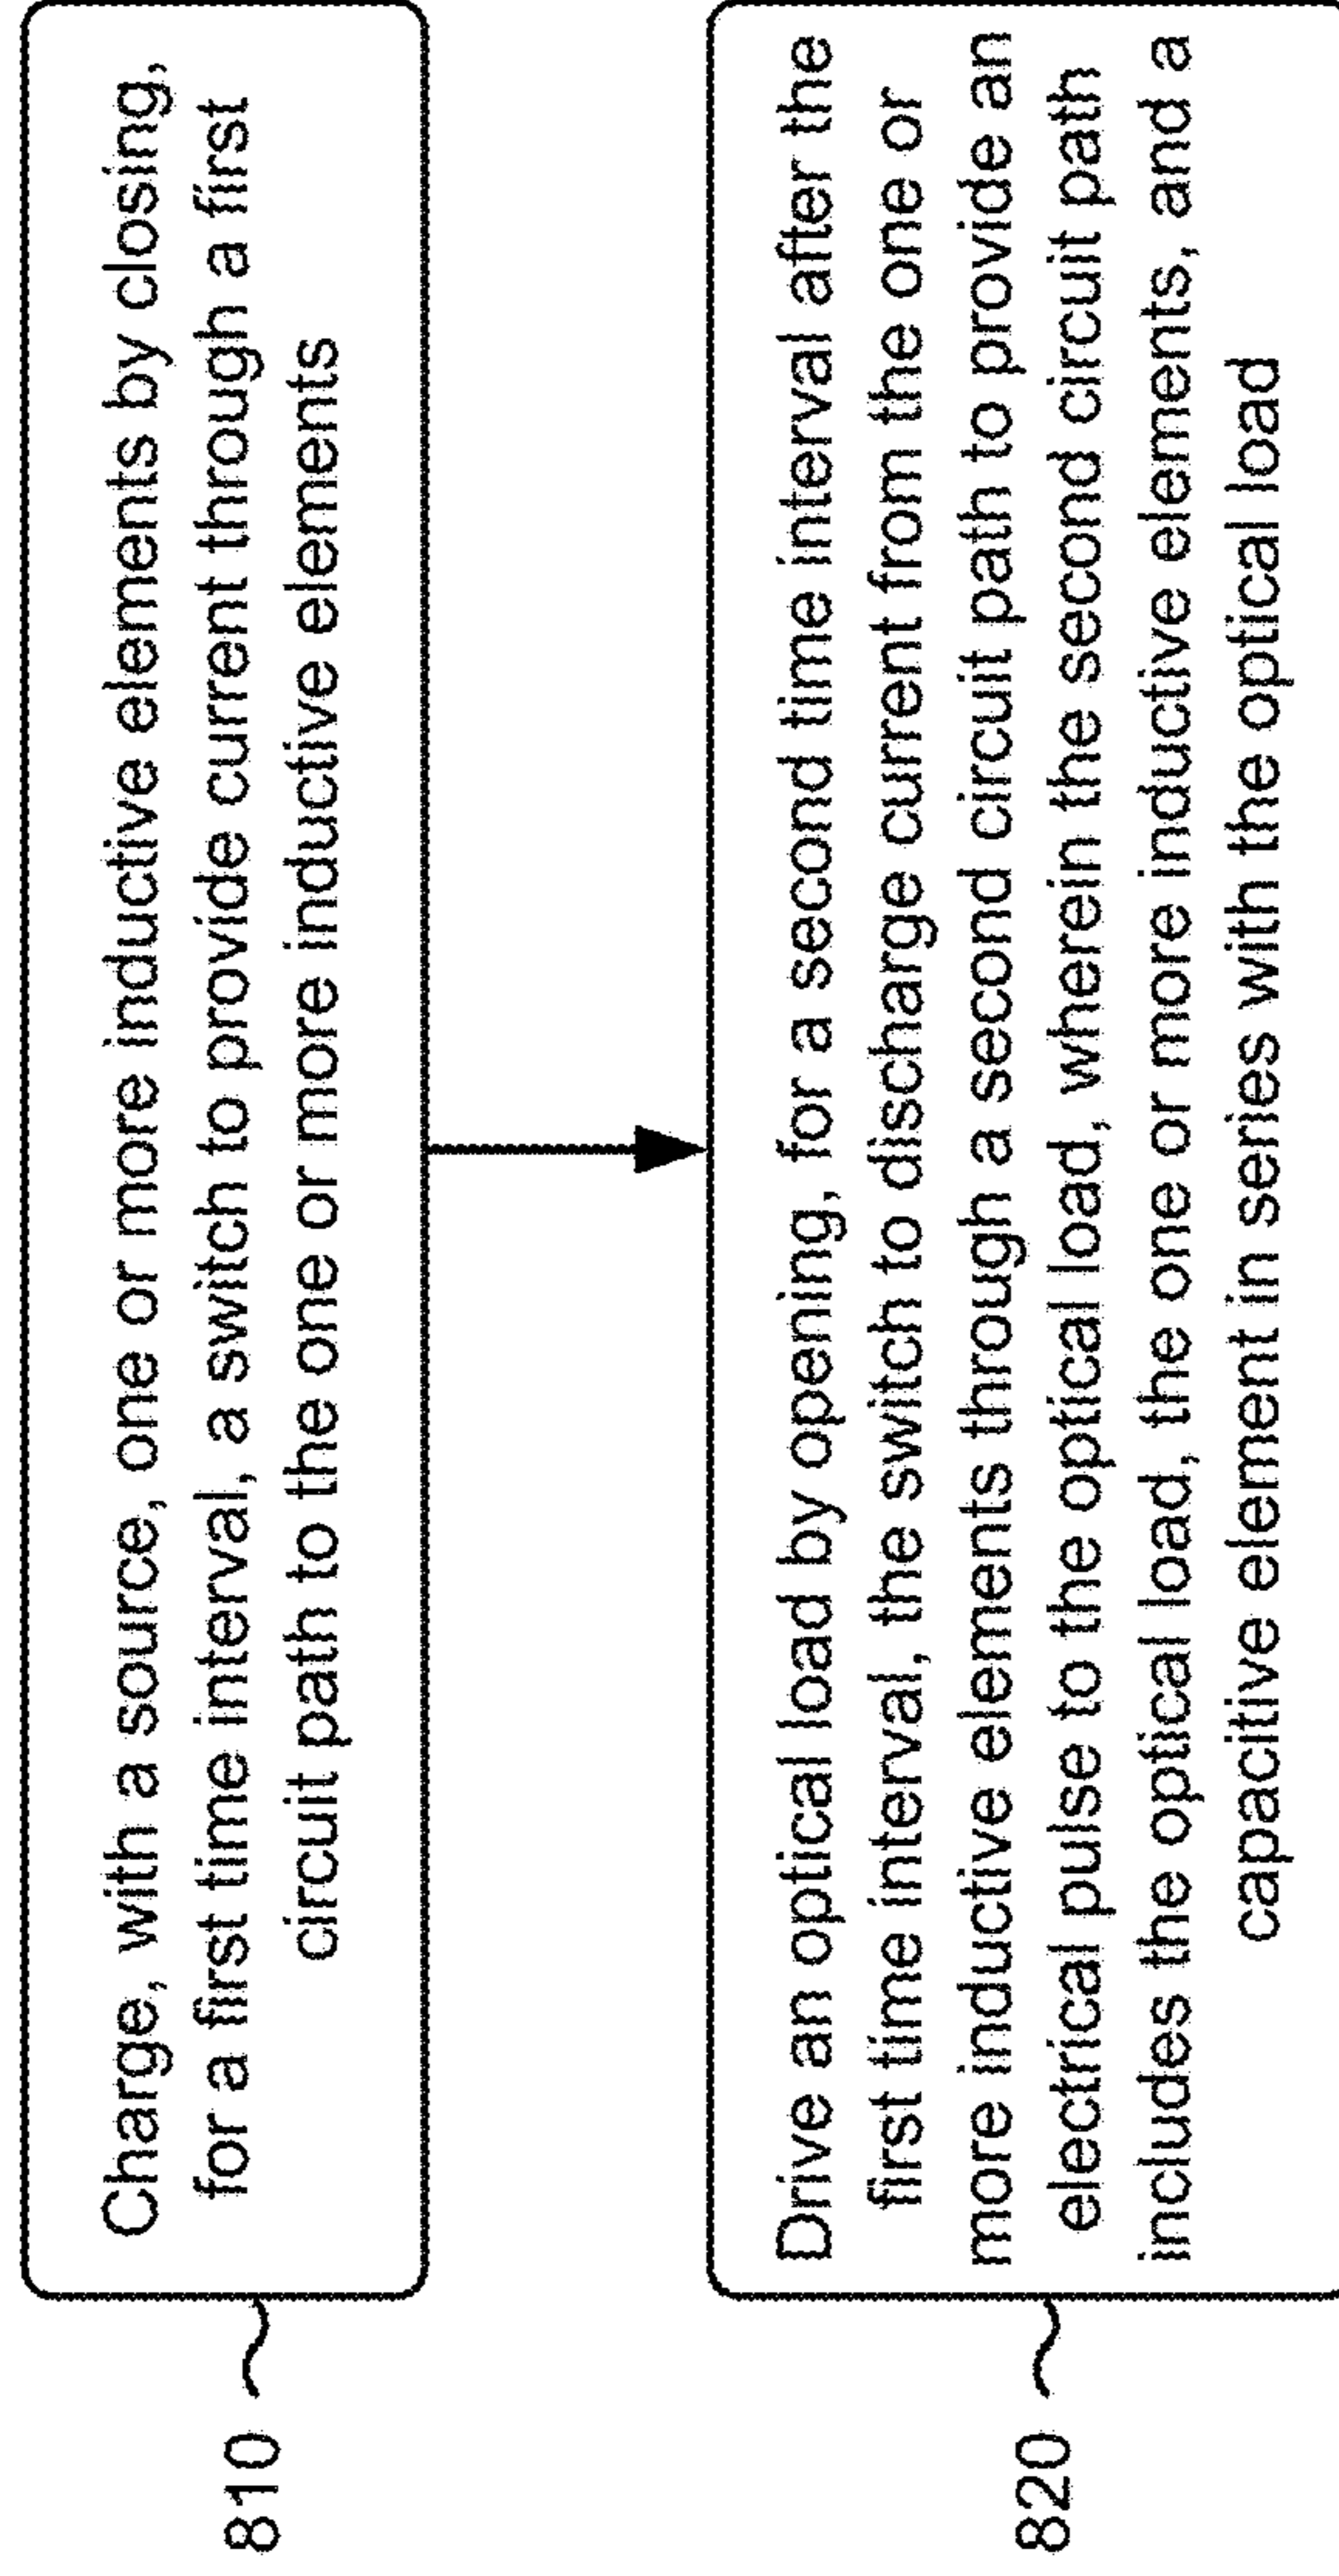 810
Charge, with a source, one or more inductive elements by closing,
for a first time interval, a switch to provide current through a first
circuit path to the one or more inductive elements
820
Drive an optical load by opening, for a second time interval after the
first time interval, the switch to discharge current from the one or
more inductive elements through a second circuit path to provide an
electrical pulse to the optical load, wherein the second circuit path
includes the optical load, the one or more inductive elements, and a
capacitive element in series with the optical load